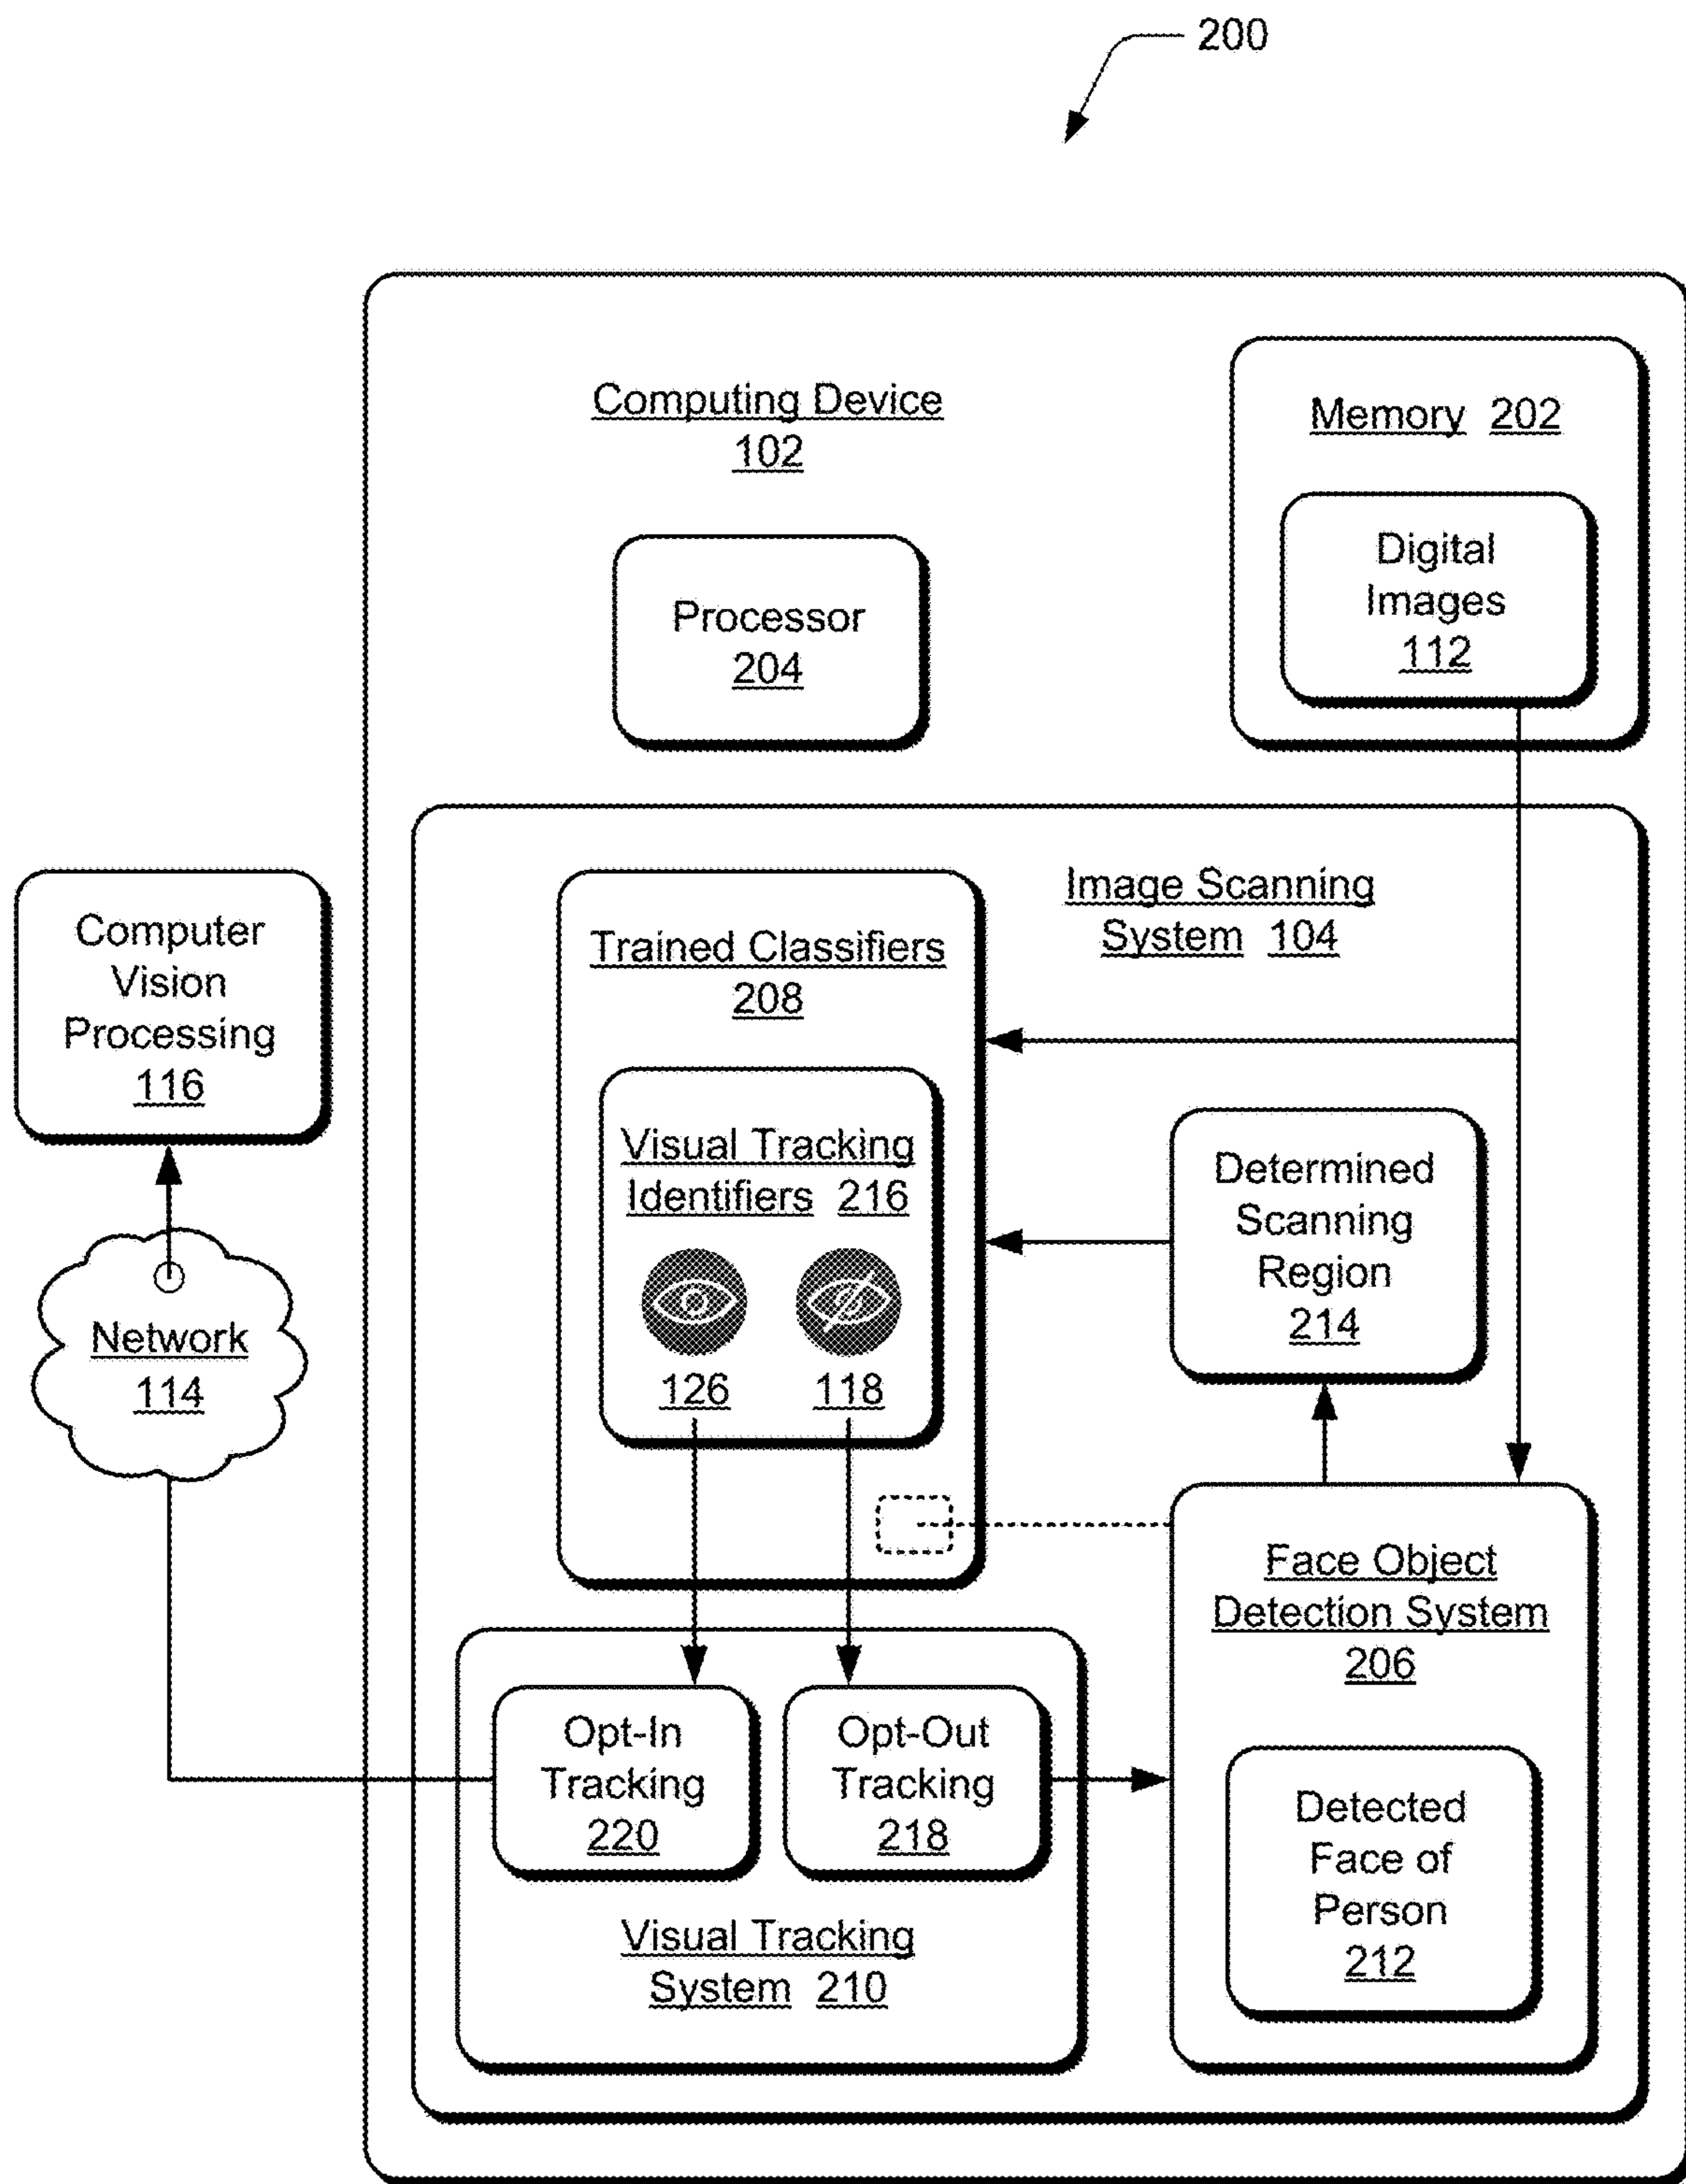 200
Computing Device
102
Memory 202
Digital
Images
112
Processor
204
Image Scanning
System 104
Trained Classifiers
208
Visual Tracking
Identifiers 216
126
118
Computer
Vision
Processing
116
Network
114
Determined
Scanning
Region
214
Face Object
Detection System
206
Detected
Face of
Person
212
Opt-In
Tracking
220
Opt-Out
Tracking
218
Visual Tracking
System 210